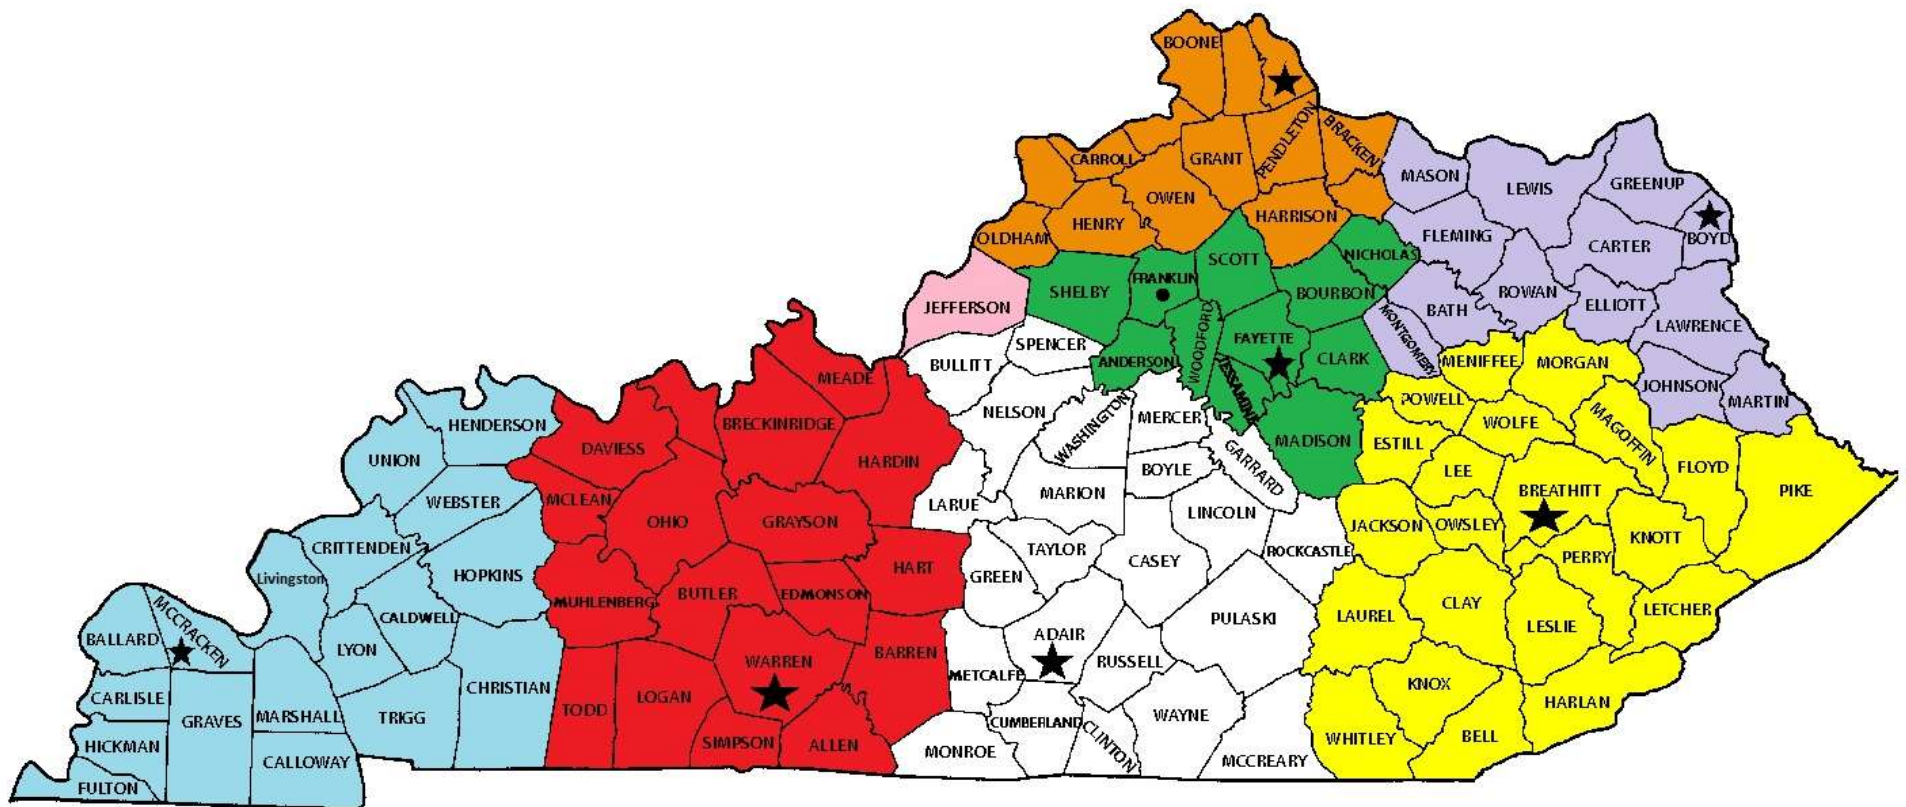 BOONE
PENDLETON
BRACKEN
CARROLL
GRANT
MASON
LEWIS
GREENUP
OWEN
HENRY
HARRISON
OLDHAM
FLEMING
CARTER
BOYD
SCOTT
NICHOLAS
SHELBY
FRANKLIN
BOURBON
ROWAN
ELLIOTT
BATH
JEFFERSON
MONTGOMERY
LAWRENCE
WOODFORD
FAYETTE
SPENCER
BULLITT
ANDERSON
CLARK
MENIFFEE
MORGAN
JOHNSON
MARTIN
MEADE
JESSAMINE
POWELL
NELSON
WASHINGTON
MERCER
WOLFE
MAGOFFIN
HENDERSON
BRECKINRIDGE
DAVIESS
MADISON
ESTILL
UNION
HARDIN
BOYLE
GARRARD
LEE
FLOYD
WEBSTER
MCLEAN
LARUE
MARION
BREATHITT
PIKE
OHIO
GRAYSON
LINCOLN
JACKSON
OWSLEY
CRITTENDEN
TAYLOR
ROCKCASTLE
KNOTT
Livingston
HOPKINS
HART
GREEN
CASEY
PERRY
MCCRACKEN
MUHLENBERG
BUTLER
EDMONSON
CLAY
LETCHER
CALDWELL
PULASKI
LAUREL
BALLARD
LYON
ADAIR
LESLIE
WARREN
BARREN
METCALFE
RUSSELL
CARLISLE
CHRISTIAN
LOGAN
KNOX
HARLAN
GRAVES
MARSHALL
TRIGG
TODD
CUMBERLAND
WAYNE
HICKMAN
SIMPSON
ALLEN
MONROE
CLINTON
WHITLEY
BELL
CALLOWAY
MCCREARY
FULTON